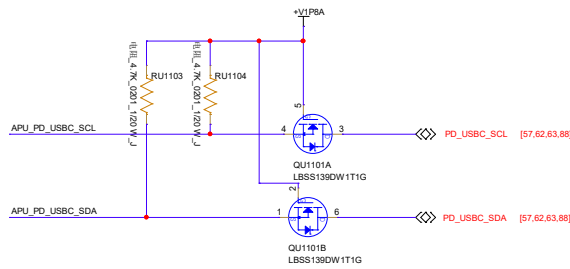 +V1P8A
电阻_4.7K_0201_1/20W_J
RU1103
电阻_4.7K_0201_1/20W_J
RU1104
5
APU_PD_USBC_SCL
4
3
PD_USBC_SCL
[57,62,63,88]
G
S
D
QU1101A
LBSS139DW1T1G
2
APU_PD_USBC_SDA
1
6
PD_USBC_SDA
[57,62,63,88]
G
S
D
QU1101B
LBSS139DW1T1G